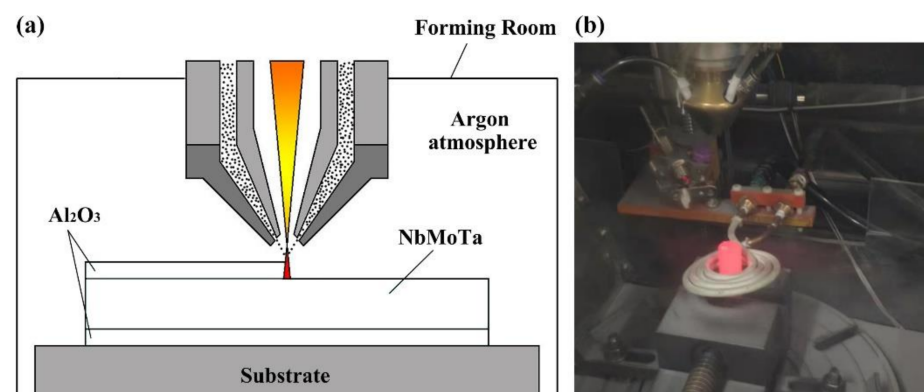 (a)
Forming Room
Argon
atmosphere
Al₂O₃
NbMoTa
Substrate
(b)